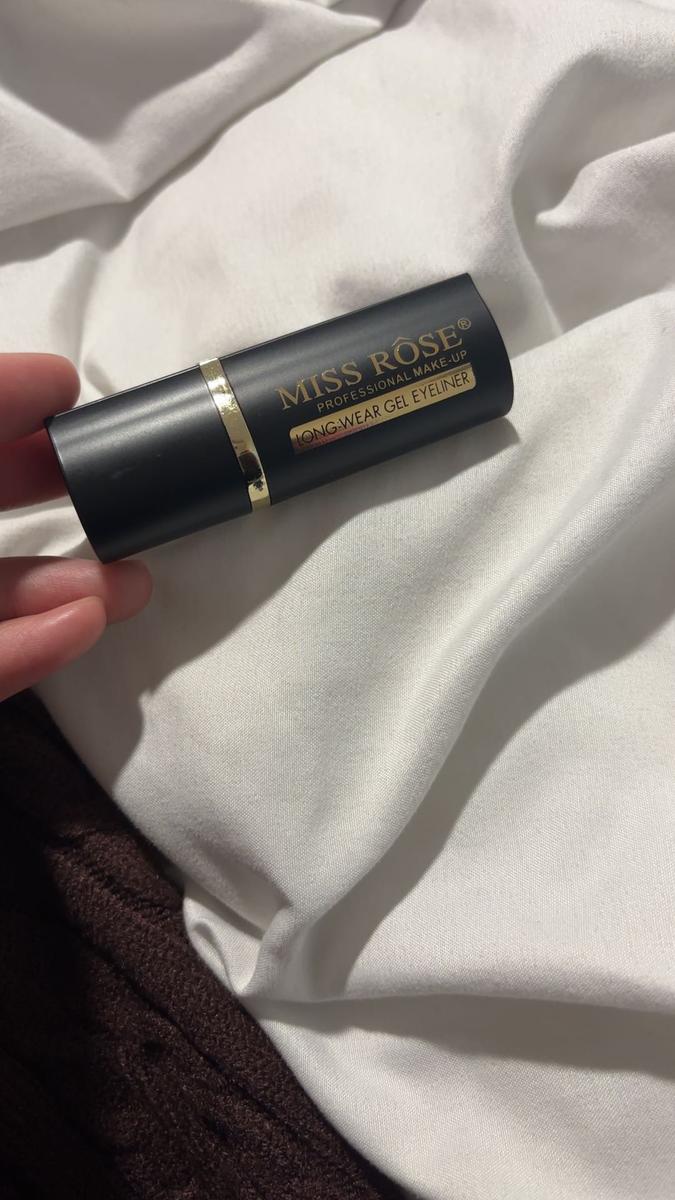 MISS RÔSE®
PROFESSIONAL MAKE-UP
LONG-WEAR GEL EYELINER